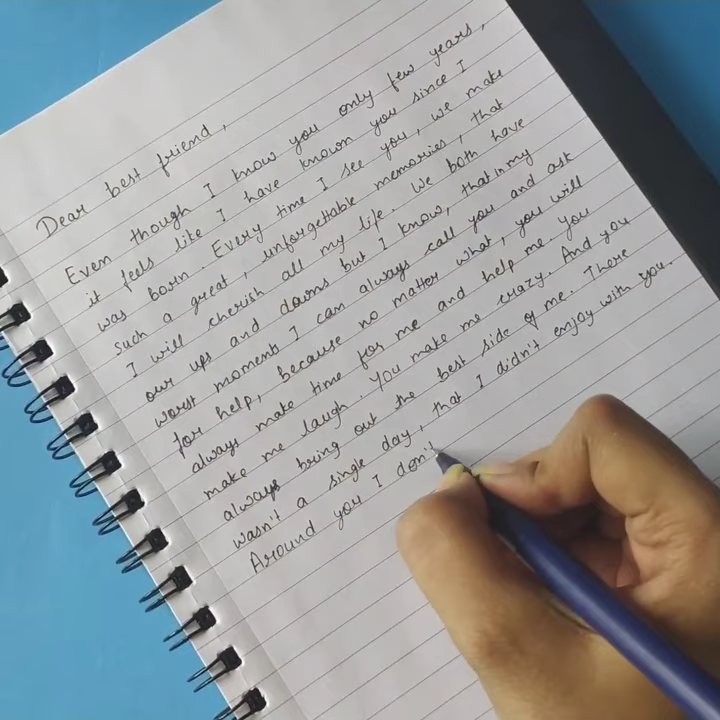 Dear best friend,
Even though I know you only few years,
it feels like I have known you since I
was born. Every time I see you, we make
such a great, unforgettable memories, that
I will cherish all my life. We both have
our ups and downs but I know, that in my
worst moments I can always call you and ask
for help, because no matter what, you will
always make time for me and help me. You
make me laugh. You make me crazy. And you
always bring out the best side of me. There
wasn't a single day, that I didn't enjoy with you.
Around you I don't